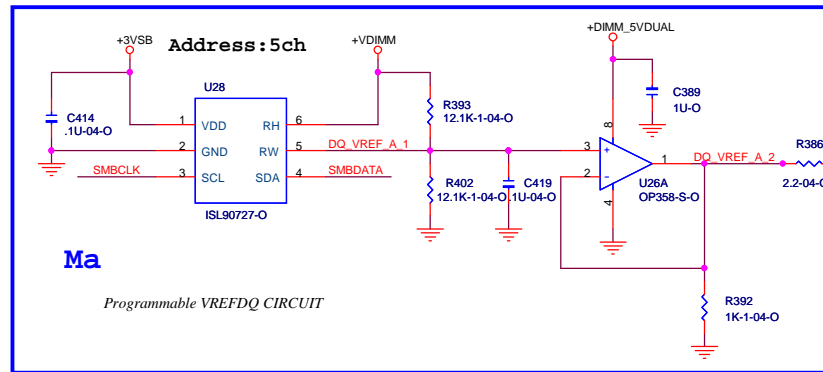 +DIMM_5VDUAL
+3VSB
Address:5ch
+VDIMM
U28
C414
.1U-04-O
1
VDD
RH
6
2
GND
RW
5
DQ_VREF_A_1
SMBCLK
3
SCL
SDA
4
SMBDATA
ISL90727-O
R393
12.1K-1-04-O
R402
12.1K-1-04-O
C419
.1U-04-O
C389
1U-O
8
3
+
2
-
1
4
U26A
OP358-S-O
DQ_VREF_A_2
R386
2.2-04-O
R392
1K-1-04-O
Ma
Programmable VREFDQ CIRCUIT